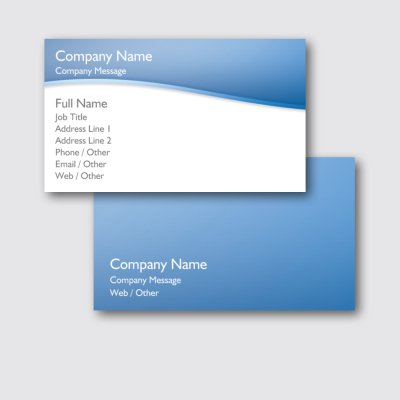 Company Name
Company Message
Full Name
Job Title
Address Line 1
Address Line 2
Phone / Other
Email / Other
Web / Other
Company Name
Company Message
Web / Other